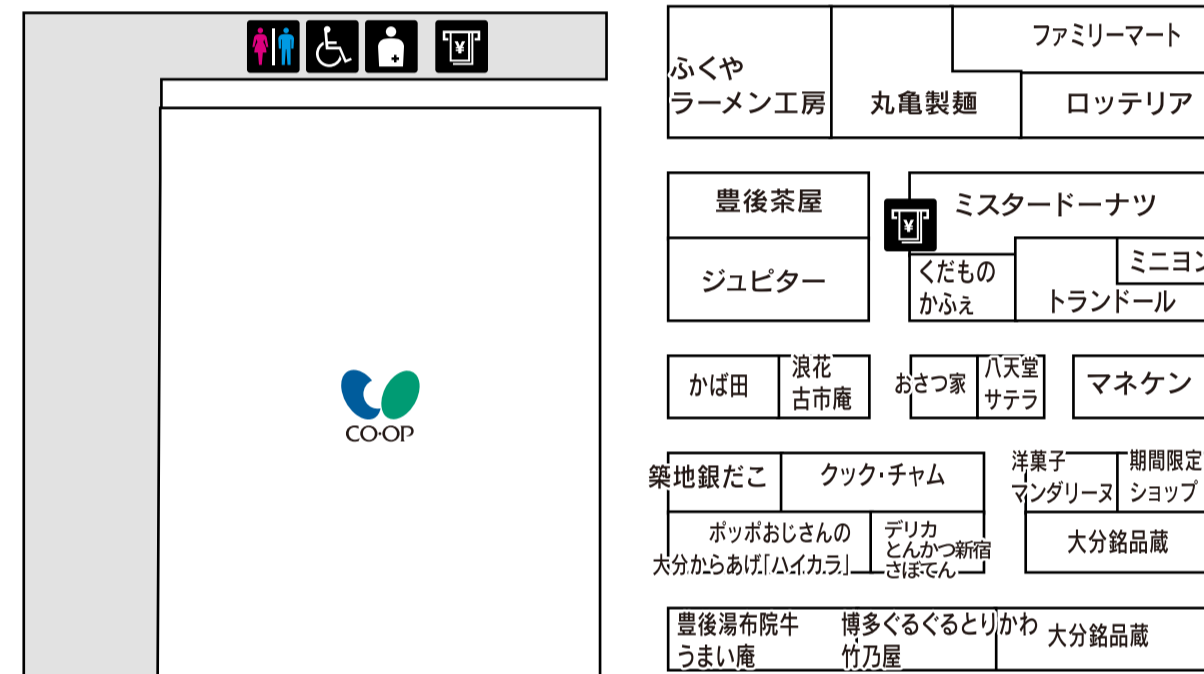 ¥
CO·OP
ファミリーマート
ふくや
ラーメン工房
丸亀製麺
ロッテリア
豊後茶屋
¥
ミスタードーナツ
ジュピター
くだもの
かふぇ
ミニヨン
トランドール
かば田
浪花
古市庵
おさつ家
八天堂
サテラ
マネケン
築地銀だこ
クック・チャム
洋菓子
マンダリーヌ
期間限定
ショップ
ポッポおじさんの
大分からあげ「ハイカラ」
デリカ
とんかつ新宿
さぼてん
大分銘品蔵
豊後湯布院牛
うまい庵
博多ぐるぐるとりかわ
竹乃屋
大分銘品蔵